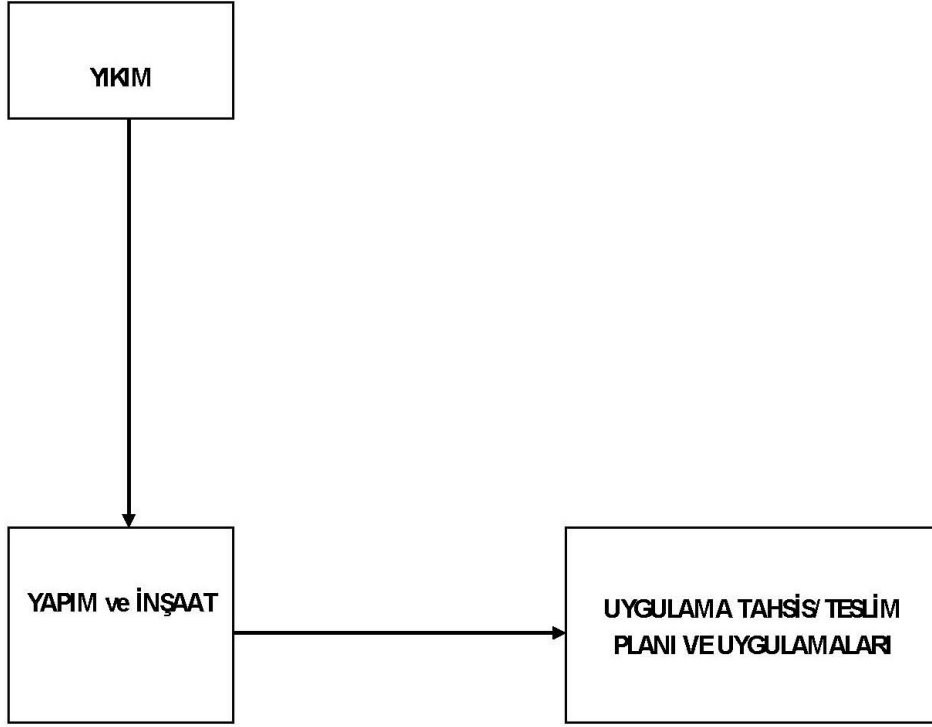 YIKIM
YAPIM ve İNŞAAT
UYGULAMA TAHSİS/ TESLİM
PLANI VE UYGULAMALARI